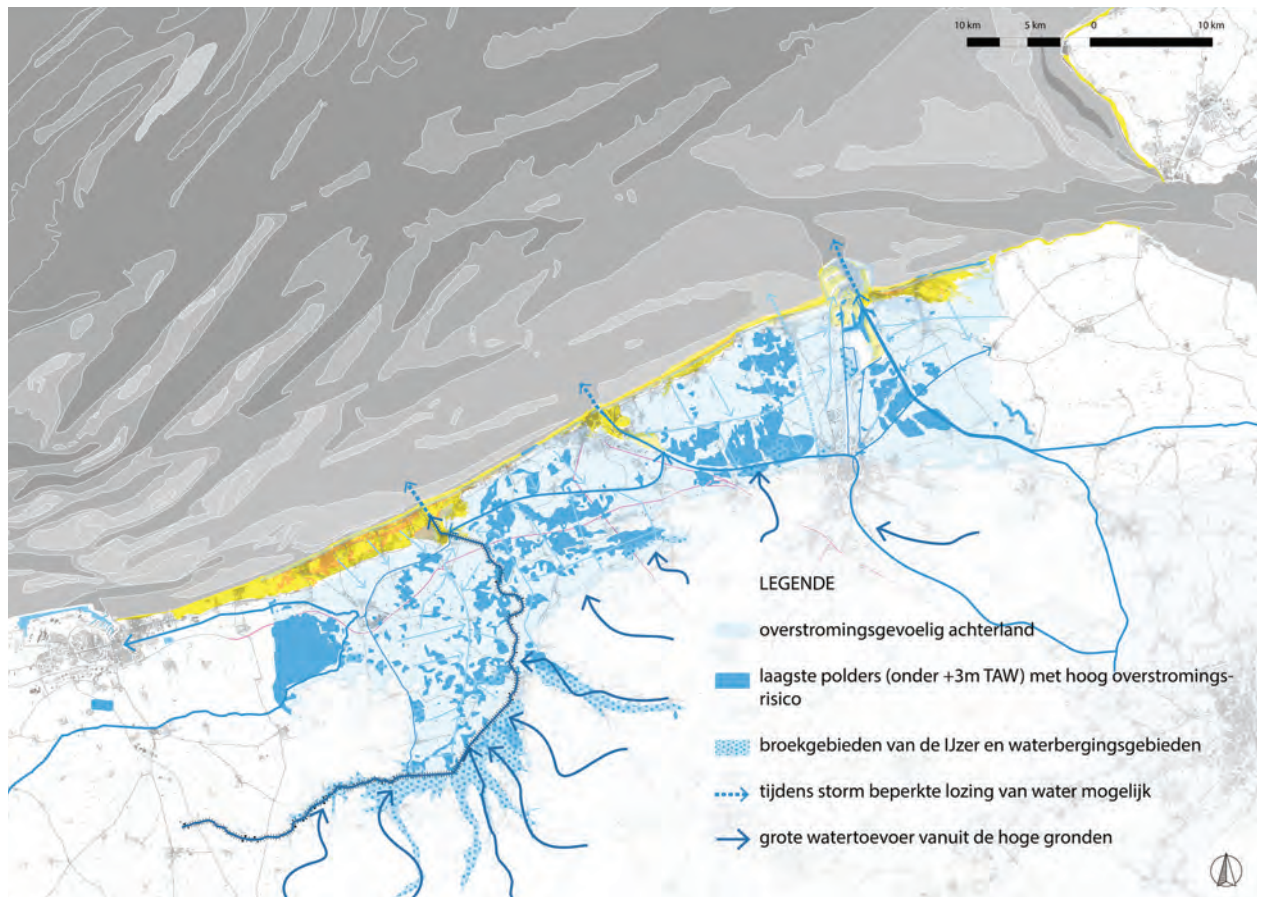 10 km 5 km 0 10 km
LEGENDE
overstromingsgevoelig achterland
laagste polders (onder +3m TAW) met hoog overstromings-
risico
broekgebieden van de IJzer en waterbergingsgebieden
tijdens storm beperkte lozing van water mogelijk
grote watertoevoer vanuit de hoge gronden